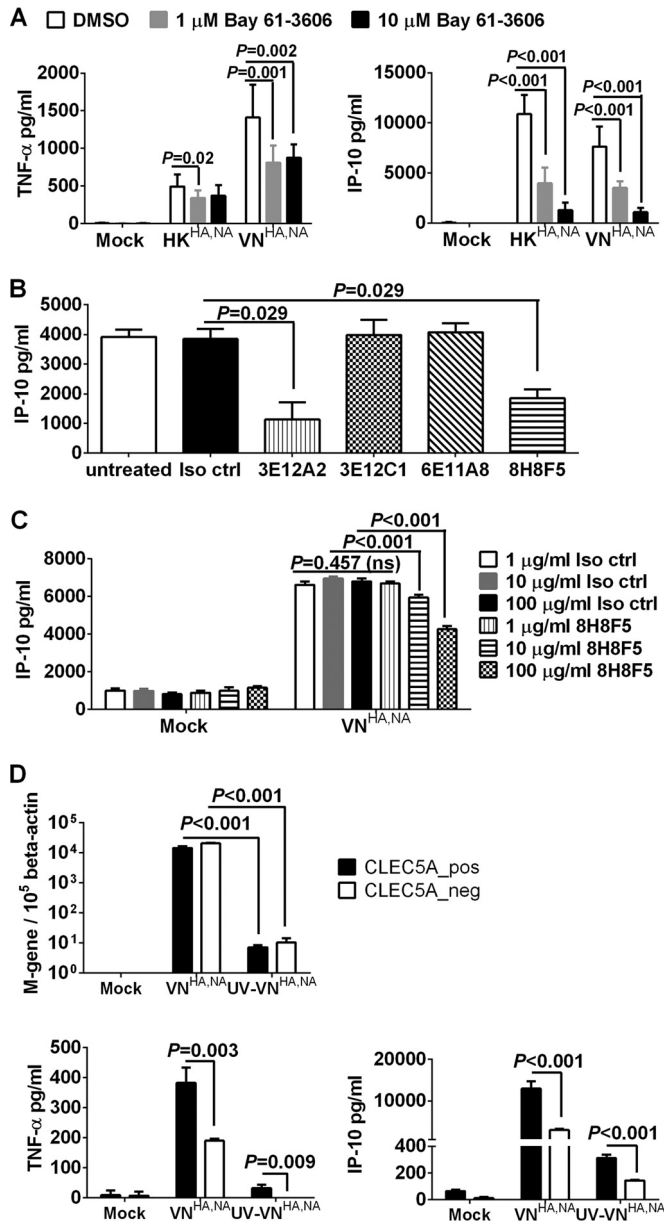 A
DMSO 1 µM Bay 61-3606 10 µM Bay 61-3606
TNF-α pg/ml
2000
1500
1000
500
0
P=0.02
P=0.001
P=0.002
Mock HK^HA,NA VN^HA,NA
IP-10 pg/ml
15000
10000
5000
0
P<0.001
P<0.001
P<0.001
P<0.001
Mock HK^HA,NA VN^HA,NA
B
IP-10 pg/ml
5000
4000
3000
2000
1000
0
P=0.029
P=0.029
untreated Iso ctrl 3E12A2 3E12C1 6E11A8 8H8F5
C
IP-10 pg/ml
8000
6000
4000
2000
0
P<0.001
P<0.001
P=0.457 (ns)
Mock VN^HA,NA
1 µg/ml Iso ctrl
10 µg/ml Iso ctrl
100 µg/ml Iso ctrl
1 µg/ml 8H8F5
10 µg/ml 8H8F5
100 µg/ml 8H8F5
D
M-gene / 10^5 beta-actin
10^5
10^4
10^3
10^2
10^1
10^0
P<0.001
P<0.001
Mock VN^HA,NA UV-VN^HA,NA
CLEC5A_pos
CLEC5A_neg
TNF-α pg/ml
500
400
300
200
100
0
P=0.003
P=0.009
Mock VN^HA,NA UV-VN^HA,NA
IP-10 pg/ml
20000
10000
400
200
0
P<0.001
P<0.001
Mock VN^HA,NA UV-VN^HA,NA